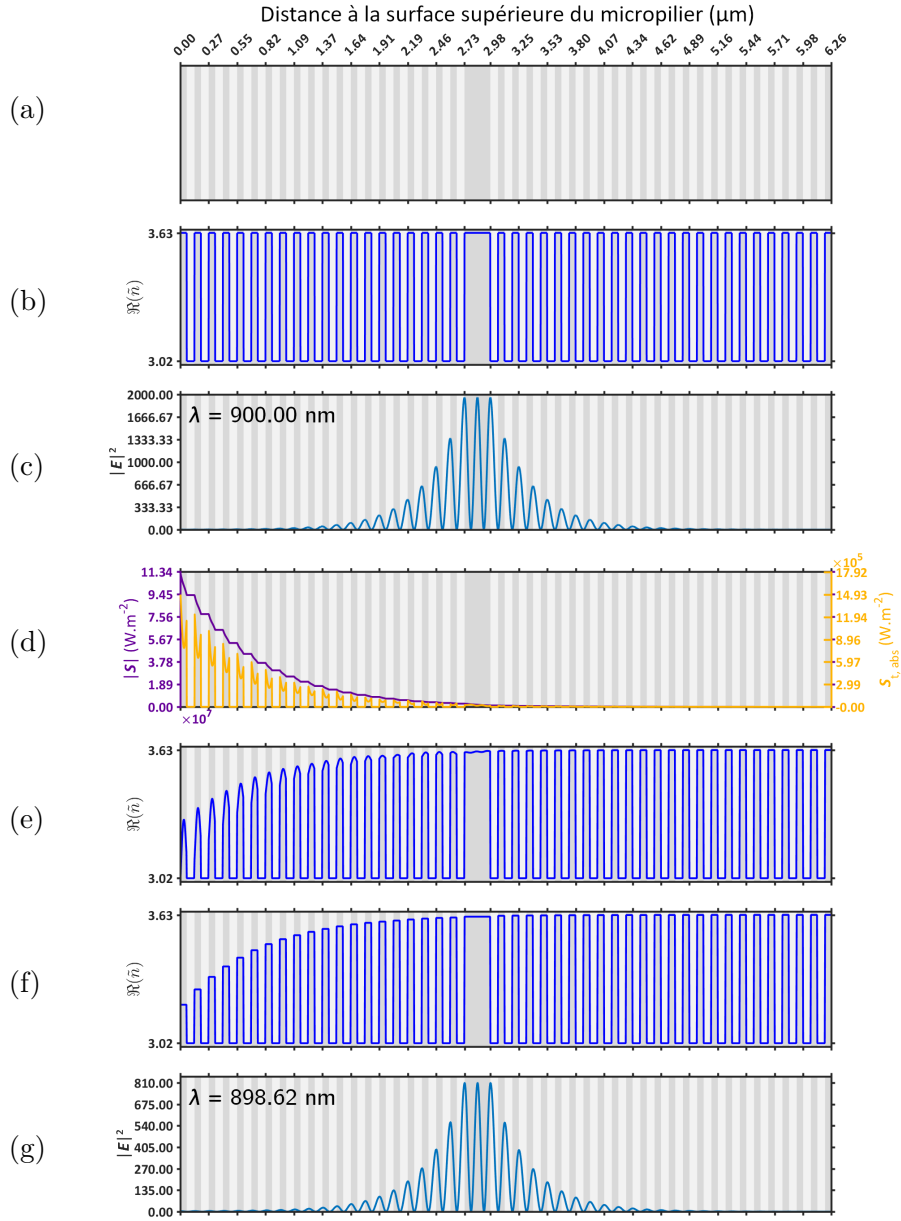 Distance à la surface supérieure du micropilier (µm)
0.00 0.27 0.55 0.82 1.09 1.37 1.64 1.91 2.19 2.46 2.73 2.98 3.25 3.53 3.80 4.07 4.34 4.62 4.89 5.16 5.44 5.71 5.98 6.26
(a)
(b)
3.63
ℜ(ñ)
3.02
(c)
2000.00
1666.67
1333.33
1000.00
666.67
333.33
0.00
|E|²
λ = 900.00 nm
(d)
11.34
9.45
7.56
5.67
3.78
1.89
0.00
×10⁷
|S| (W.m⁻²)
×10⁵
17.92
14.93
11.94
8.96
5.97
2.99
-0.00
S t, abs (W.m⁻²)
(e)
3.63
ℜ(ñ)
3.02
(f)
3.63
ℜ(ñ)
3.02
(g)
810.00
675.00
540.00
405.00
270.00
135.00
0.00
|E|²
λ = 898.62 nm